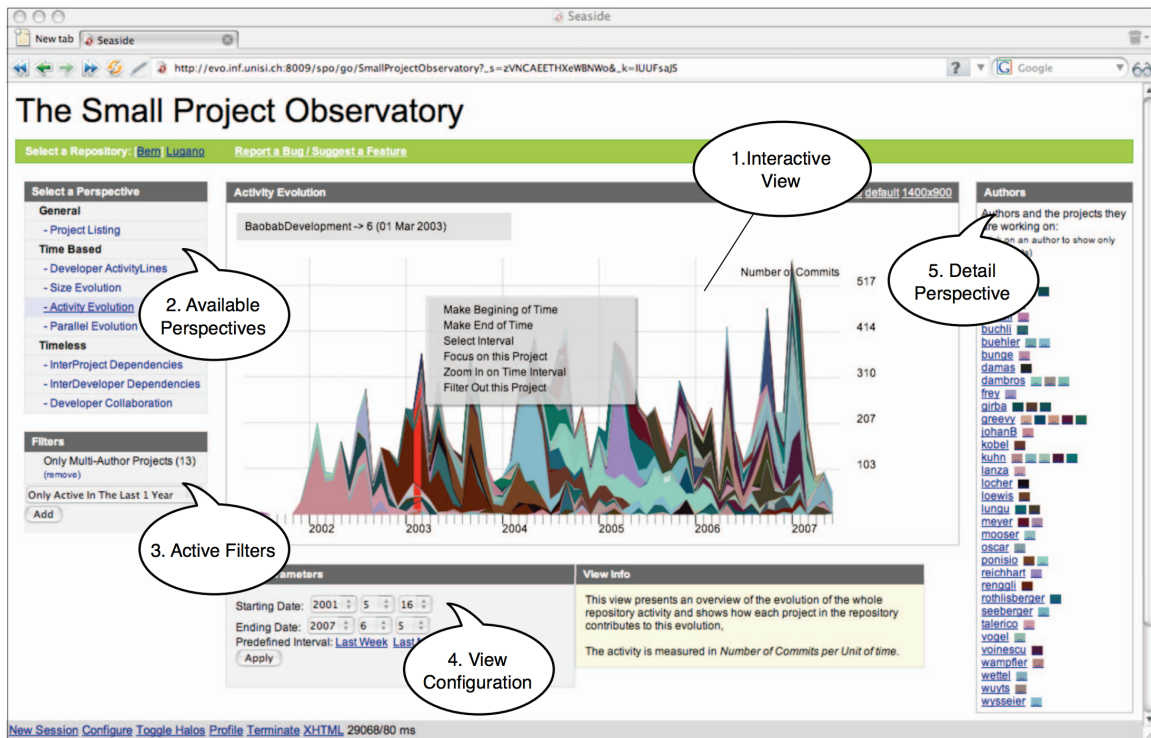 Seaside
New tab
Seaside
http://evo.inf.unisi.ch:8009/spo/go/SmallProjectObservatory?_s=zVNCAEETHXeWBNWo&_k=IUUFsaJS
?
G Google
The Small Project Observatory
Select a Repository: [Bern] Lugano
Report a Bug / Suggest a Feature
1.Interactive
View
Select a Perspective
General
- Project Listing
Time Based
- Developer ActivityLines
- Size Evolution
- Activity Evolution
- Parallel Evolution
Timeless
- InterProject Dependencies
- InterDeveloper Dependencies
- Developer Collaboration
2. Available
Perspectives
Filters
Only Multi-Author Projects (13)
(remove)
Only Active In The Last 1 Year
Add
3. Active Filters
Activity Evolution
default 1400x900
BaobabDevelopment -> 6 (01 Mar 2003)
Number of Commits
517
414
310
207
103
Make Begining of Time
Make End of Time
Select Interval
Focus on this Project
Zoom In on Time Interval
Filter Out this Project
2002
2003
2004
2005
2006
2007
Starting Date: 2001 5 16
Ending Date: 2007 6 5
Predefined Interval: Last Week
Apply
4. View
Configuration
View Info
This view presents an overview of the evolution of the whole
repository activity and shows how each project in the repository
contributes to this evolution,
The activity is measured in Number of Commits per Unit of time.
Authors
Authors and the projects they
are working on:
on an author to show only
5. Detail
Perspective
buchli
buehler
bunge
damas
dambros
frey
girba
greevy
johanB
kobel
kuhn
lanza
locher
loewis
lungu
meyer
mooser
oscar
ponisio
reichhart
renggli
rothlisberger
seeberger
talerico
vogel
voinescu
wampfler
wettel
wuyts
wysseier
New Session Configure Toggle Halos Profile Terminate XHTML 29068/80 ms